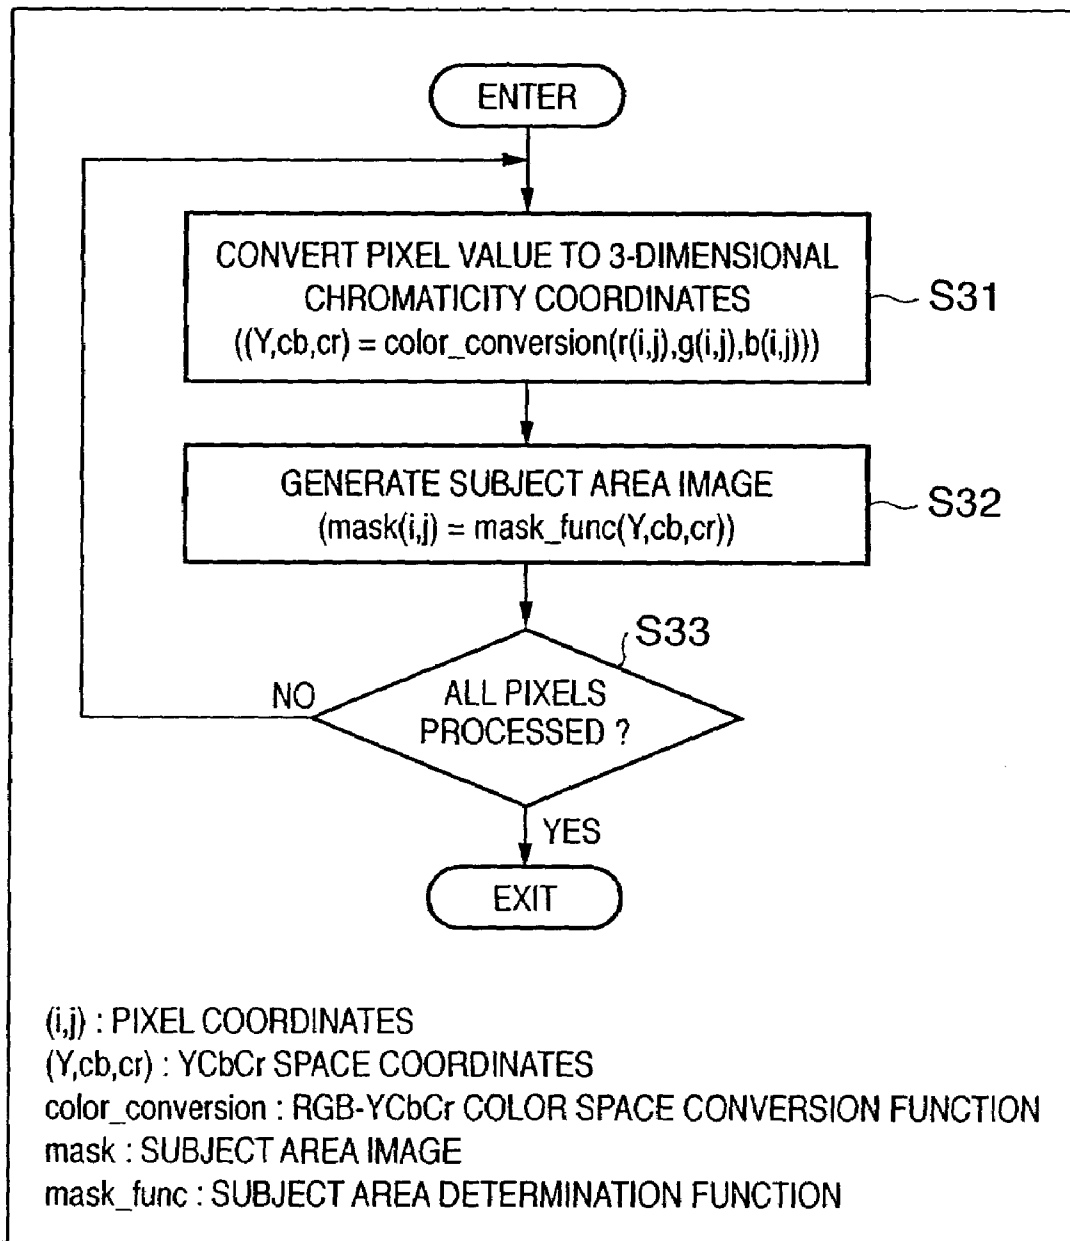 ENTER
CONVERT PIXEL VALUE TO 3-DIMENSIONAL
CHROMATICITY COORDINATES
((Y,cb,cr) = color_conversion(r(i,j),g(i,j),b(i,j)))
S31
GENERATE SUBJECT AREA IMAGE
(mask(i,j) = mask_func(Y,cb,cr))
S32
S33
ALL PIXELS
PROCESSED ?
NO
YES
EXIT
(i,j) : PIXEL COORDINATES
(Y,cb,cr) : YCbCr SPACE COORDINATES
color_conversion : RGB-YCbCr COLOR SPACE CONVERSION FUNCTION
mask : SUBJECT AREA IMAGE
mask_func : SUBJECT AREA DETERMINATION FUNCTION